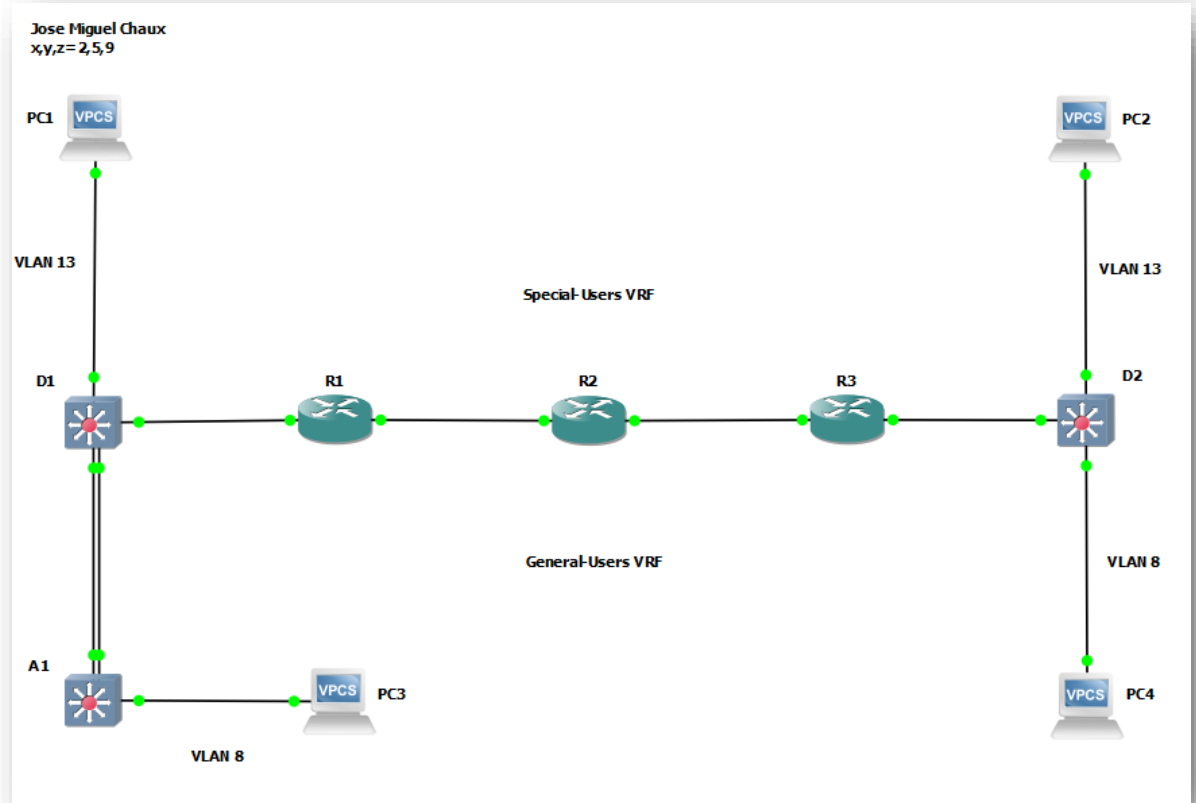 Jose Miguel Chaux
x,y,z= 2,5,9
PC1
VPCS
VPCS
PC2
VLAN 13
VLAN 13
Special-Users VRF
D1
R1
R2
R3
D2
General-Users VRF
VLAN 8
A1
VPCS
PC3
VPCS
PC4
VLAN 8